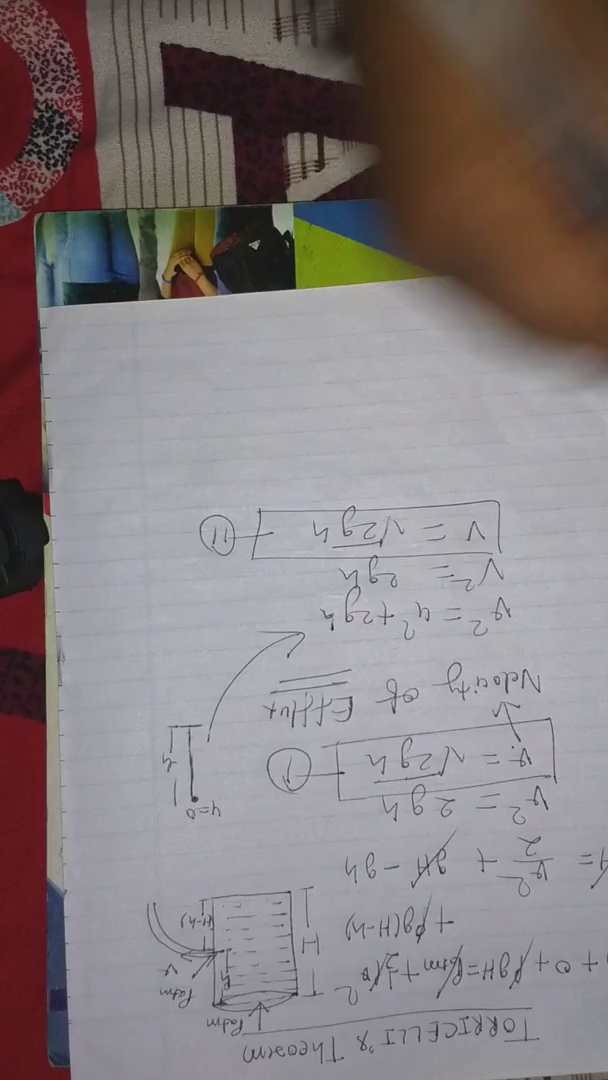 TORRICELLI'S Theorem
+ 0 + ρgH = Patm + ½ρv²
+ ρg(H-h)
= v²/2 + gH - gh
v² = 2gh
v = √2gh — (i)
Velocity of Efflux
v² = u² + 2gh
v² = 2gh
v = √2gh — (ii)
Patm
Patm
v
h
H
(H-h)
u=0
h